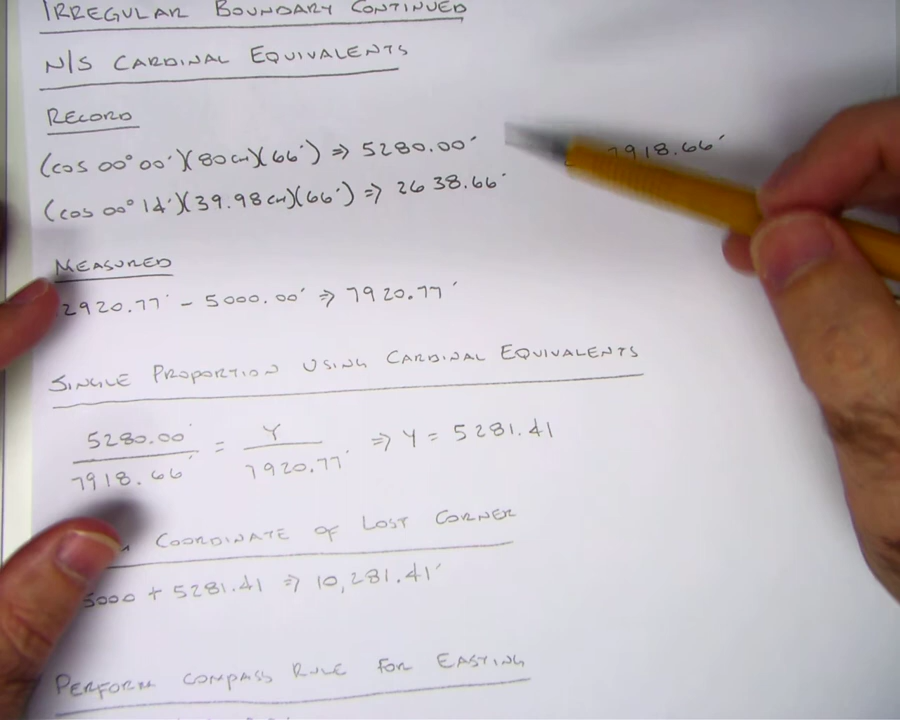 IRREGULAR BOUNDARY CONTINUED
N/S CARDINAL EQUIVALENTS
RECORD
(cos 00° 00')(80 ch)(66') ⇒ 5280.00'
7918.66'
(cos 00° 14')(39.98 ch)(66') ⇒ 2638.66'
MEASURED
2920.77' - 5000.00' ⇒ 7920.77'
SINGLE PROPORTION USING CARDINAL EQUIVALENTS
5280.00' / 7918.66' = Y / 7920.77' ⇒ Y = 5281.41
COORDINATE OF LOST CORNER
5000 + 5281.41 ⇒ 10,281.41'
PERFORM COMPASS RULE FOR EASTING